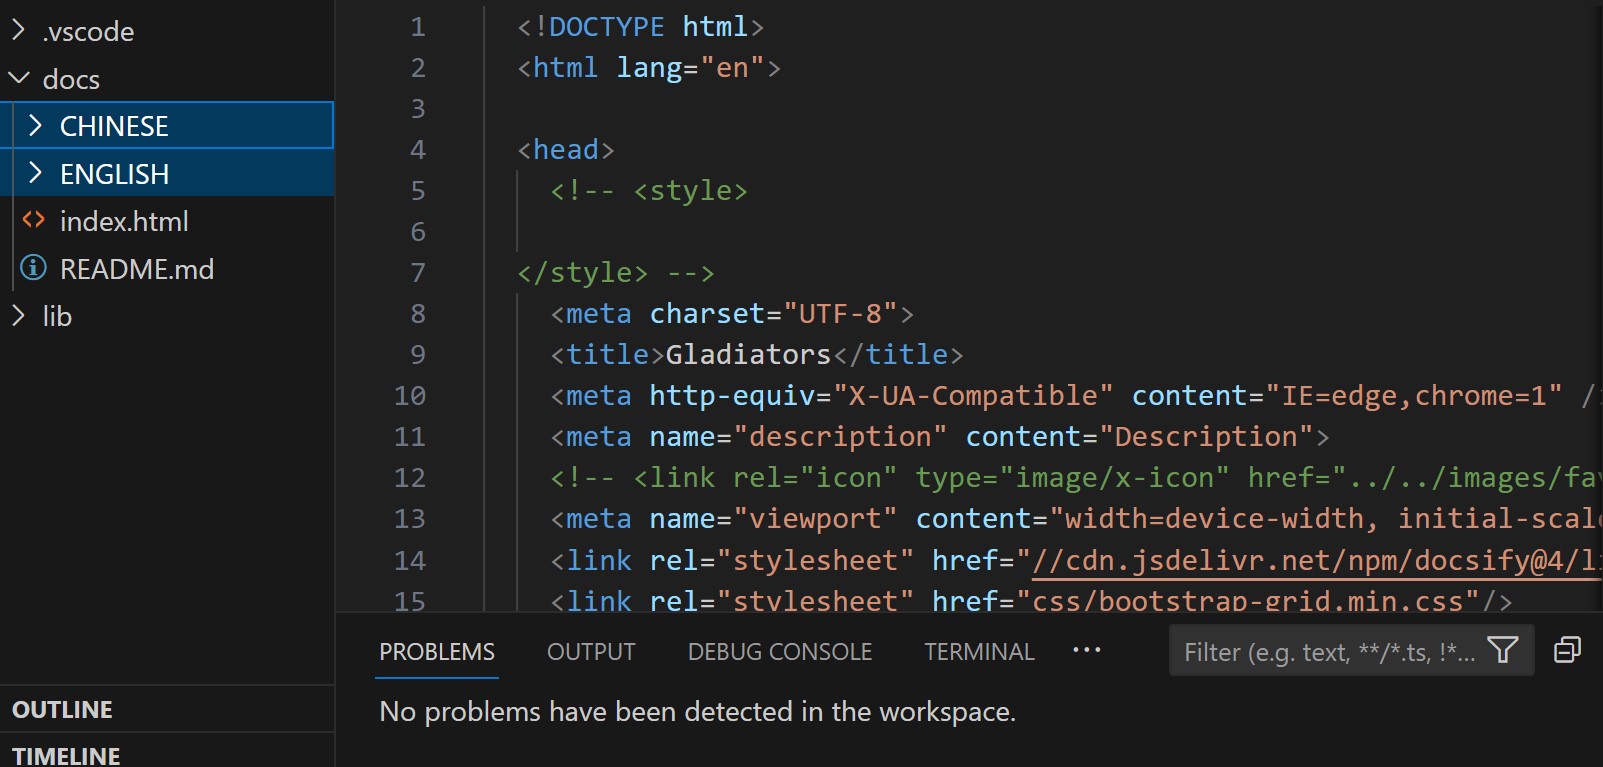 .vscode
docs
CHINESE
ENGLISH
index.html
README.md
lib
OUTLINE
TIMELINE
1 <!DOCTYPE html>
2 <html lang="en">
3
4 <head>
5 <!-- <style>
6
7 </style> -->
8 <meta charset="UTF-8">
9 <title>Gladiators</title>
10 <meta http-equiv="X-UA-Compatible" content="IE=edge,chrome=1" /
11 <meta name="description" content="Description">
12 <!-- <link rel="icon" type="image/x-icon" href="../../images/fav
13 <meta name="viewport" content="width=device-width, initial-scal
14 <link rel="stylesheet" href="//cdn.jsdelivr.net/npm/docsify@4/l
15 <link rel="stylesheet" href="css/bootstrap-grid.min.css"/>
PROBLEMS OUTPUT DEBUG CONSOLE TERMINAL ··· Filter (e.g. text, **/*.ts, !*...
No problems have been detected in the workspace.